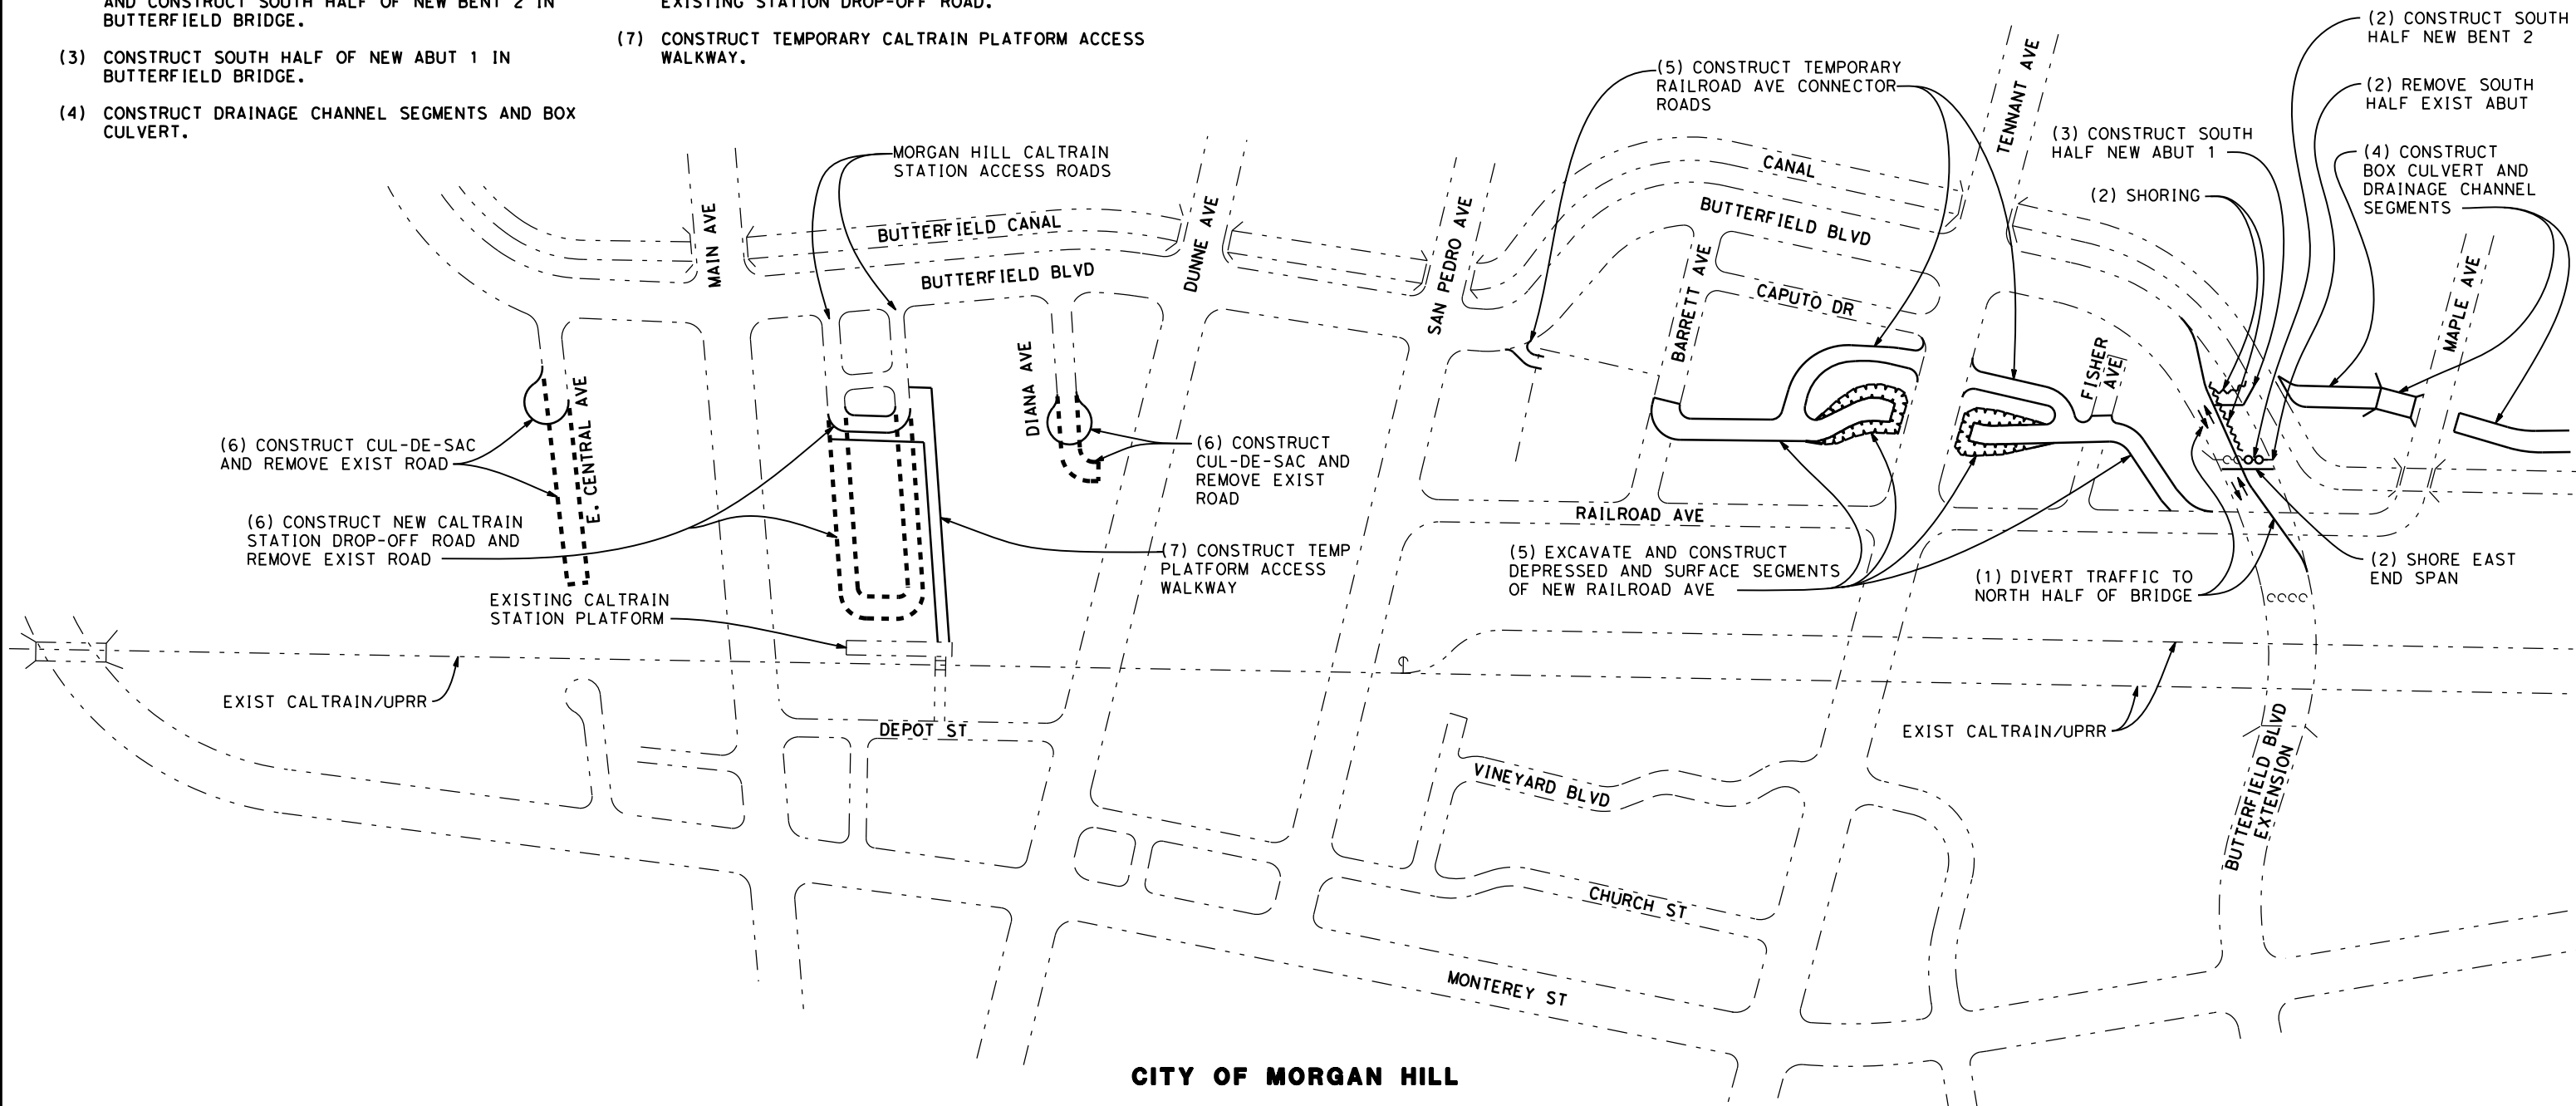 AND CONSTRUCT SOUTH HALF OF NEW BENT 2 IN
BUTTERFIELD BRIDGE.
(3) CONSTRUCT SOUTH HALF OF NEW ABUT 1 IN
BUTTERFIELD BRIDGE.
(4) CONSTRUCT DRAINAGE CHANNEL SEGMENTS AND BOX
CULVERT.
EXISTING STATION DROP-OFF ROAD.
(7) CONSTRUCT TEMPORARY CALTRAIN PLATFORM ACCESS
WALKWAY.
MORGAN HILL CALTRAIN
STATION ACCESS ROADS
(5) CONSTRUCT TEMPORARY
RAILROAD AVE CONNECTOR
ROADS
(2) CONSTRUCT SOUTH
HALF NEW BENT 2
(2) REMOVE SOUTH
HALF EXIST ABUT
(3) CONSTRUCT SOUTH
HALF NEW ABUT 1
(4) CONSTRUCT
BOX CULVERT AND
DRAINAGE CHANNEL
SEGMENTS
(2) SHORING
TENNANT AVE
CANAL
BUTTERFIELD BLVD
MAIN AVE
BUTTERFIELD CANAL
BUTTERFIELD BLVD
DUNNE AVE
SAN PEDRO AVE
BARRETT AVE
CAPUTO DR
FISHER
AVE
MAPLE AVE
E. CENTRAL AVE
DIANA AVE
(6) CONSTRUCT CUL-DE-SAC
AND REMOVE EXIST ROAD
(6) CONSTRUCT
CUL-DE-SAC AND
REMOVE EXIST
ROAD
(6) CONSTRUCT NEW CALTRAIN
STATION DROP-OFF ROAD AND
REMOVE EXIST ROAD
RAILROAD AVE
(7) CONSTRUCT TEMP
PLATFORM ACCESS
WALKWAY
(5) EXCAVATE AND CONSTRUCT
DEPRESSED AND SURFACE SEGMENTS
OF NEW RAILROAD AVE
(1) DIVERT TRAFFIC TO
NORTH HALF OF BRIDGE
(2) SHORE EAST
END SPAN
EXISTING CALTRAIN
STATION PLATFORM
EXIST CALTRAIN/UPRR
DEPOT ST
EXIST CALTRAIN/UPRR
VINEYARD BLVD
BUTTERFIELD BLVD
EXTENSION
CHURCH ST
MONTEREY ST
CITY OF MORGAN HILL